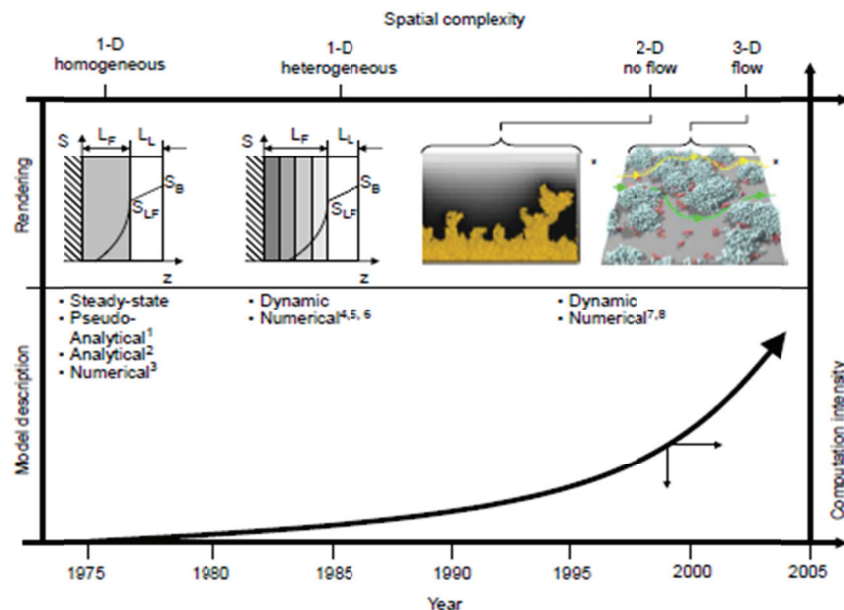 Spatial complexity
1-D
homogeneous
1-D
heterogeneous
2-D
no flow
3-D
flow
Rendering
S
L_F
L_L
S_B
S_LF
z
S
L_F
L_L
S_B
S_LF
z
*
*
Model description
• Steady-state
• Pseudo-
Analytical¹
• Analytical²
• Numerical³
• Dynamic
• Numerical⁴,⁵, ⁶
• Dynamic
• Numerical⁷,⁸
Computation intensity
1975
1980
1985
1990
1995
2000
2005
Year